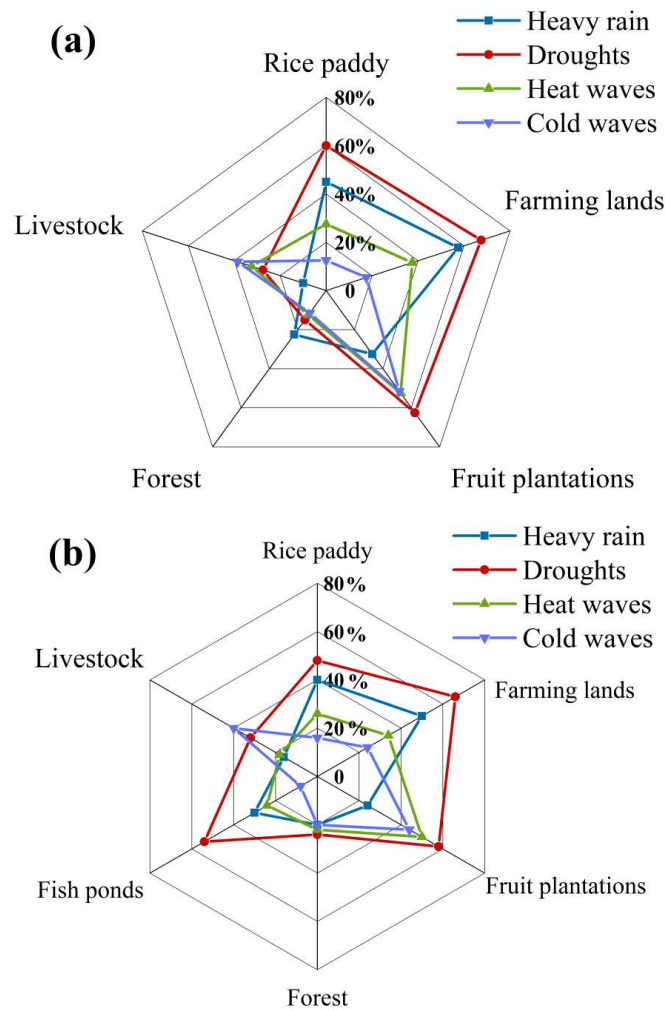 (a)
Heavy rain
Droughts
Heat waves
Cold waves
Rice paddy
80%
60%
40%
20%
0
Farming lands
Livestock
Forest
Fruit plantations
(b)
Heavy rain
Droughts
Heat waves
Cold waves
Rice paddy
80%
60%
40%
20%
0
Livestock
Farming lands
Fish ponds
Fruit plantations
Forest